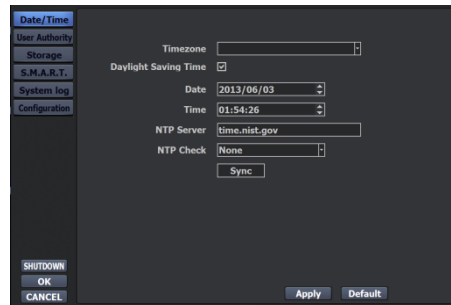 Date/Time
User Authority
Storage
S.M.A.R.T.
System log
Configuration
Timezone
Daylight Saving Time
Date 2013/06/03
Time 01:54:26
NTP Server time.nist.gov
NTP Check None
Sync
SHUTDOWN
OK
CANCEL
Apply Default